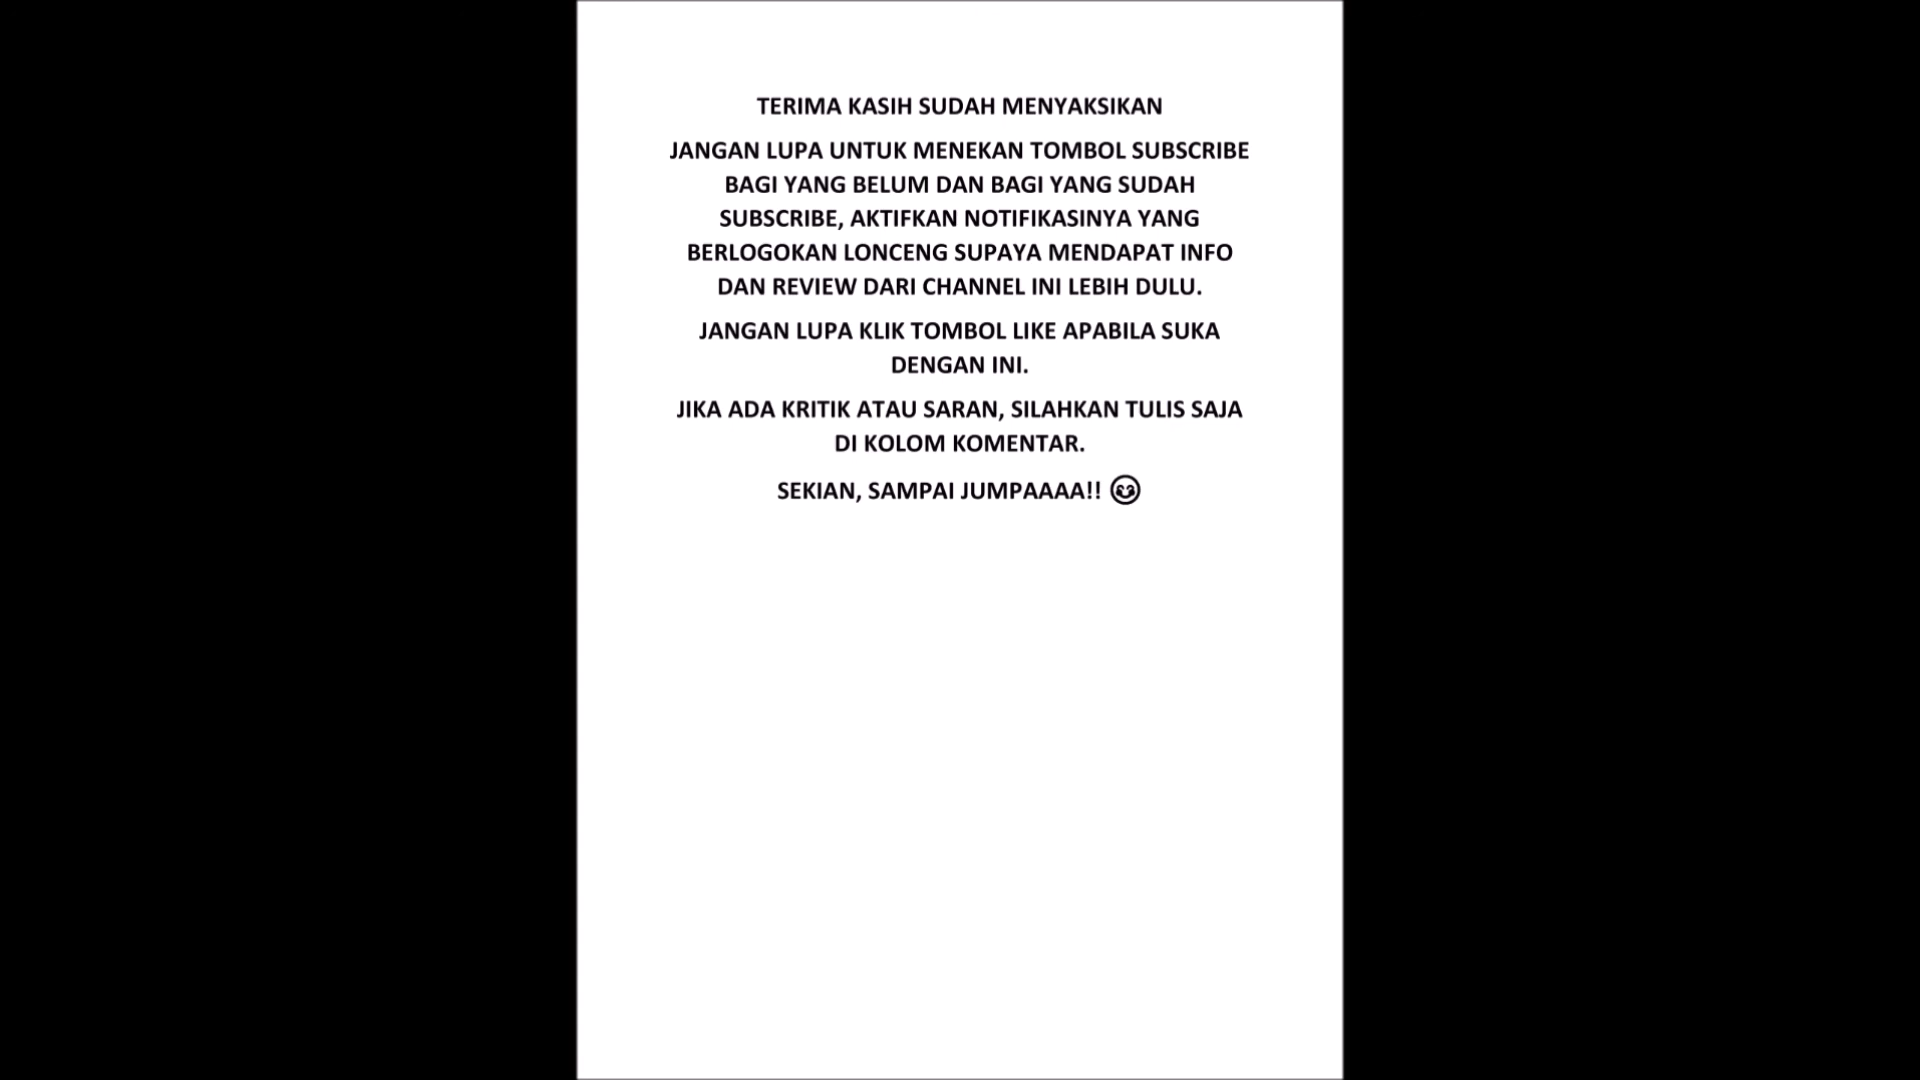 TERIMA KASIH SUDAH MENYAKSIKAN
JANGAN LUPA UNTUK MENEKAN TOMBOL SUBSCRIBE
BAGI YANG BELUM DAN BAGI YANG SUDAH
SUBSCRIBE, AKTIFKAN NOTIFIKASINYA YANG
BERLOGOKAN LONCENG SUPAYA MENDAPAT INFO
DAN REVIEW DARI CHANNEL INI LEBIH DULU.
JANGAN LUPA KLIK TOMBOL LIKE APABILA SUKA
DENGAN INI.
JIKA ADA KRITIK ATAU SARAN, SILAHKAN TULIS SAJA
DI KOLOM KOMENTAR.
SEKIAN, SAMPAI JUMPAAAA!! 😊